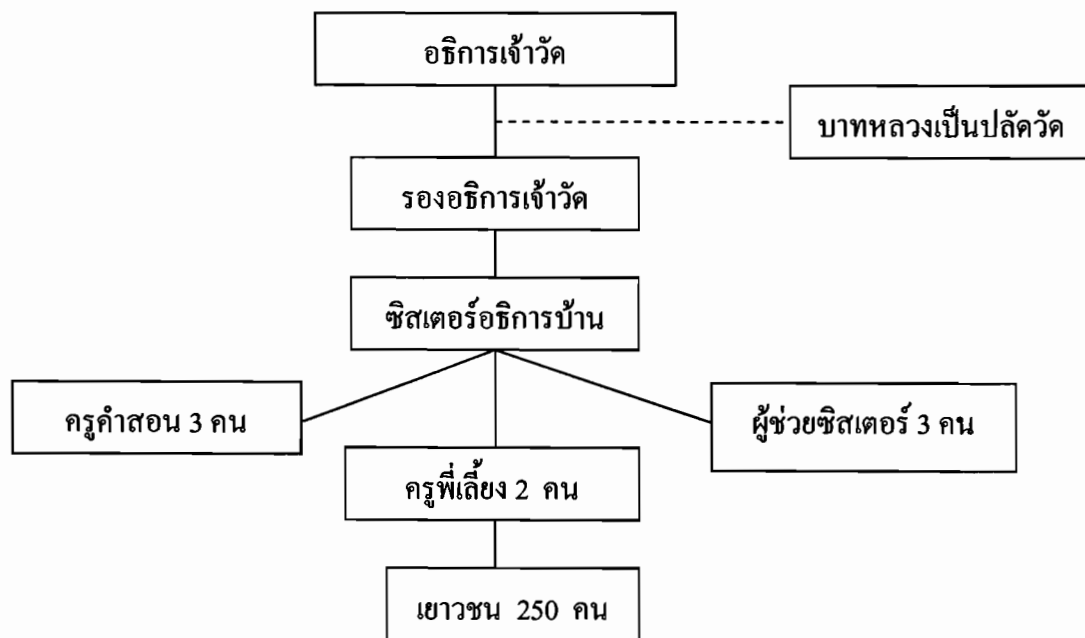 อธิการเจ้าวัด
บาทหลวงเป็นปลัดวัด
รองอธิการเจ้าวัด
ซิสเตอร์อธิการบ้าน
ครูคำสอน 3 คน
ผู้ช่วยซิสเตอร์ 3 คน
ครูพี่เลี้ยง 2 คน
เยาวชน 250 คน